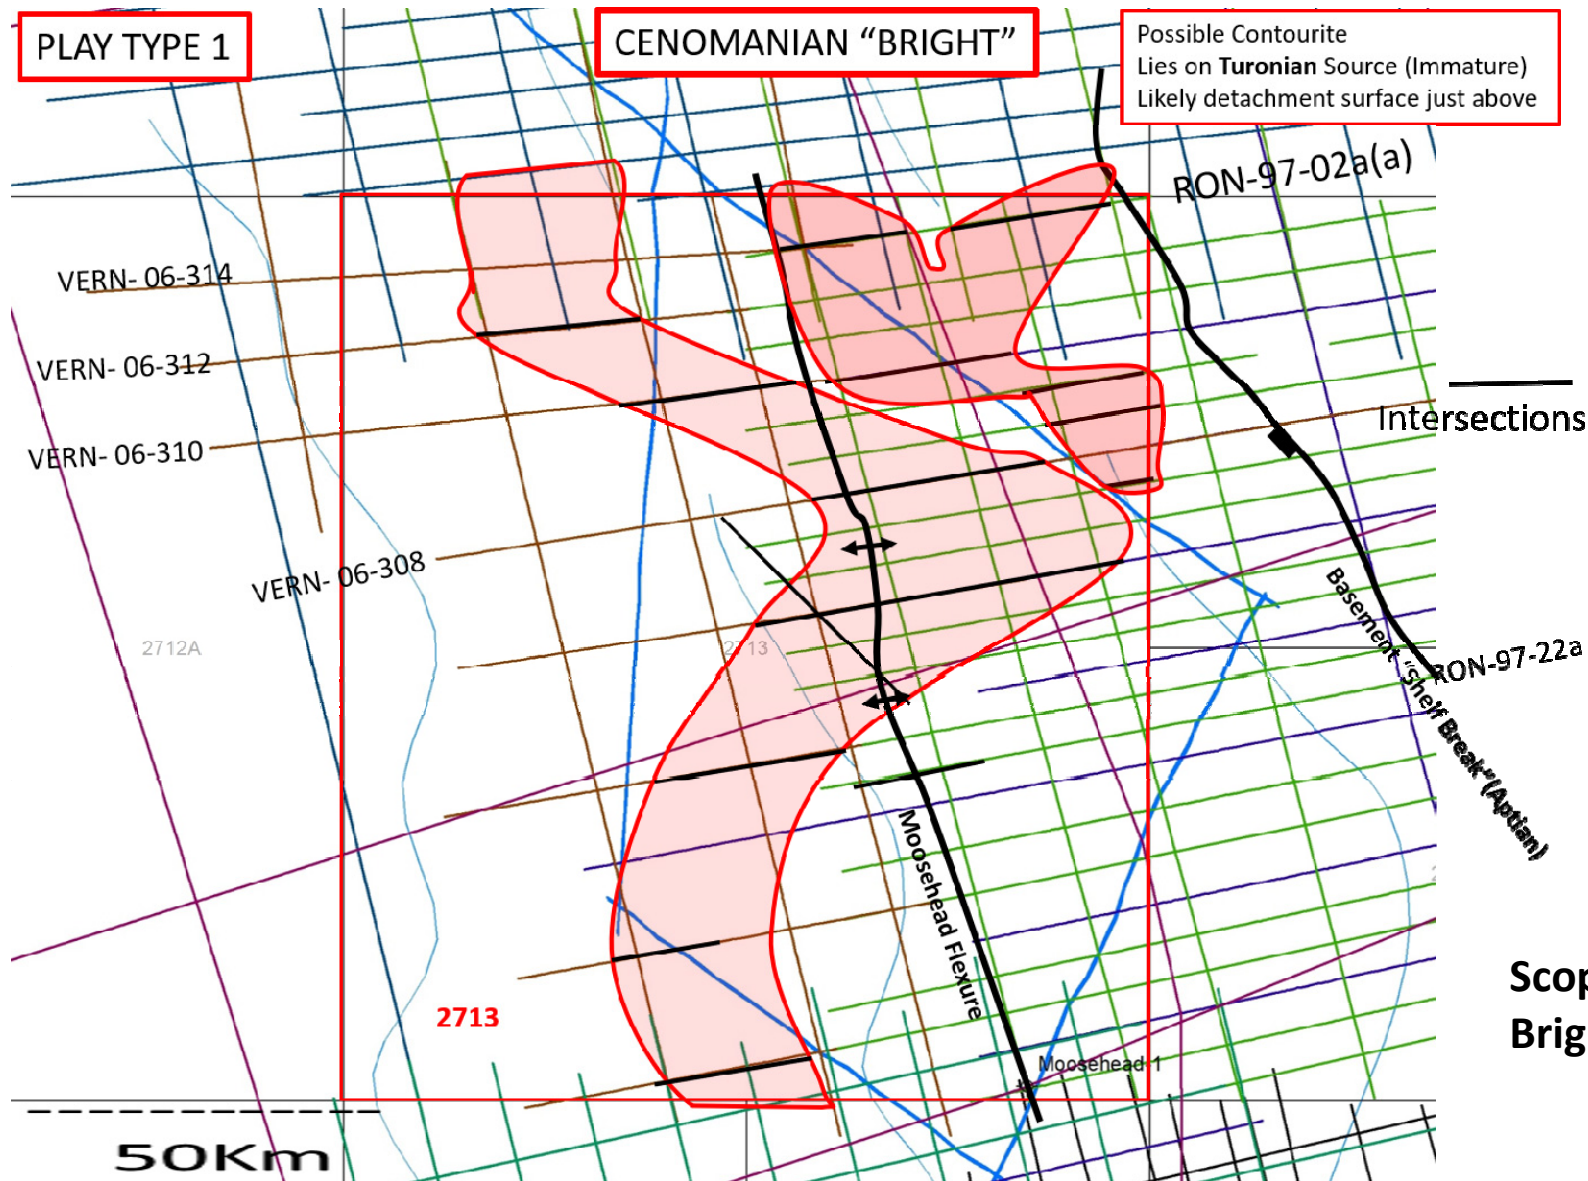 PLAY TYPE 1
CENOMANIAN “BRIGHT”
Possible Contourite
Lies on Turonian Source (Immature)
Likely detachment surface just above
RON-97-02a(a)
VERN- 06-314
VERN- 06-312
Intersections
VERN- 06-310
VERN- 06-308
Basement “Shelf Break”(Aptian)
2712A
2713
RON-97-22a
Moosehead Flexure
Scop
Brig
2713
Moosehead 1
50Km